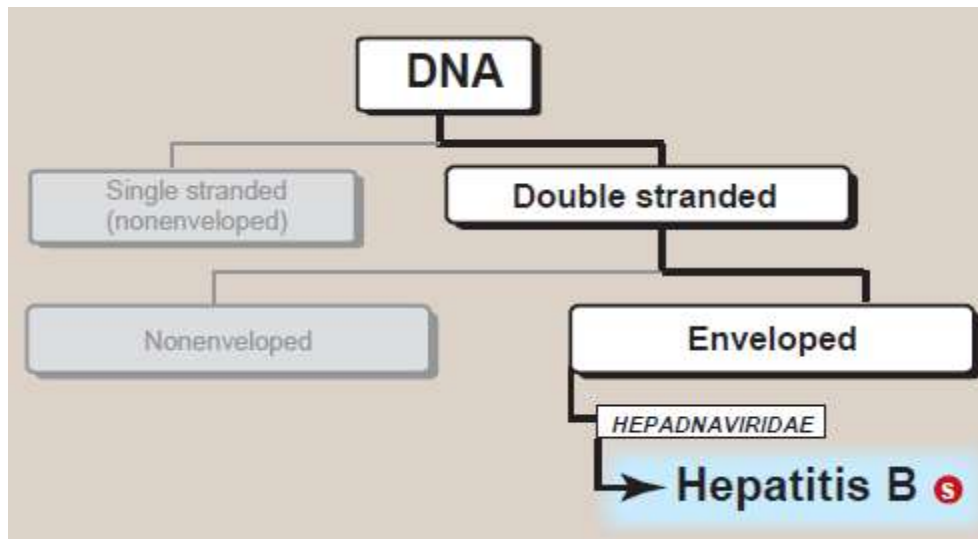 DNA
Single stranded
(nonenveloped)
Double stranded
Nonenveloped
Enveloped
HEPADNAVIRIDAE
Hepatitis B S